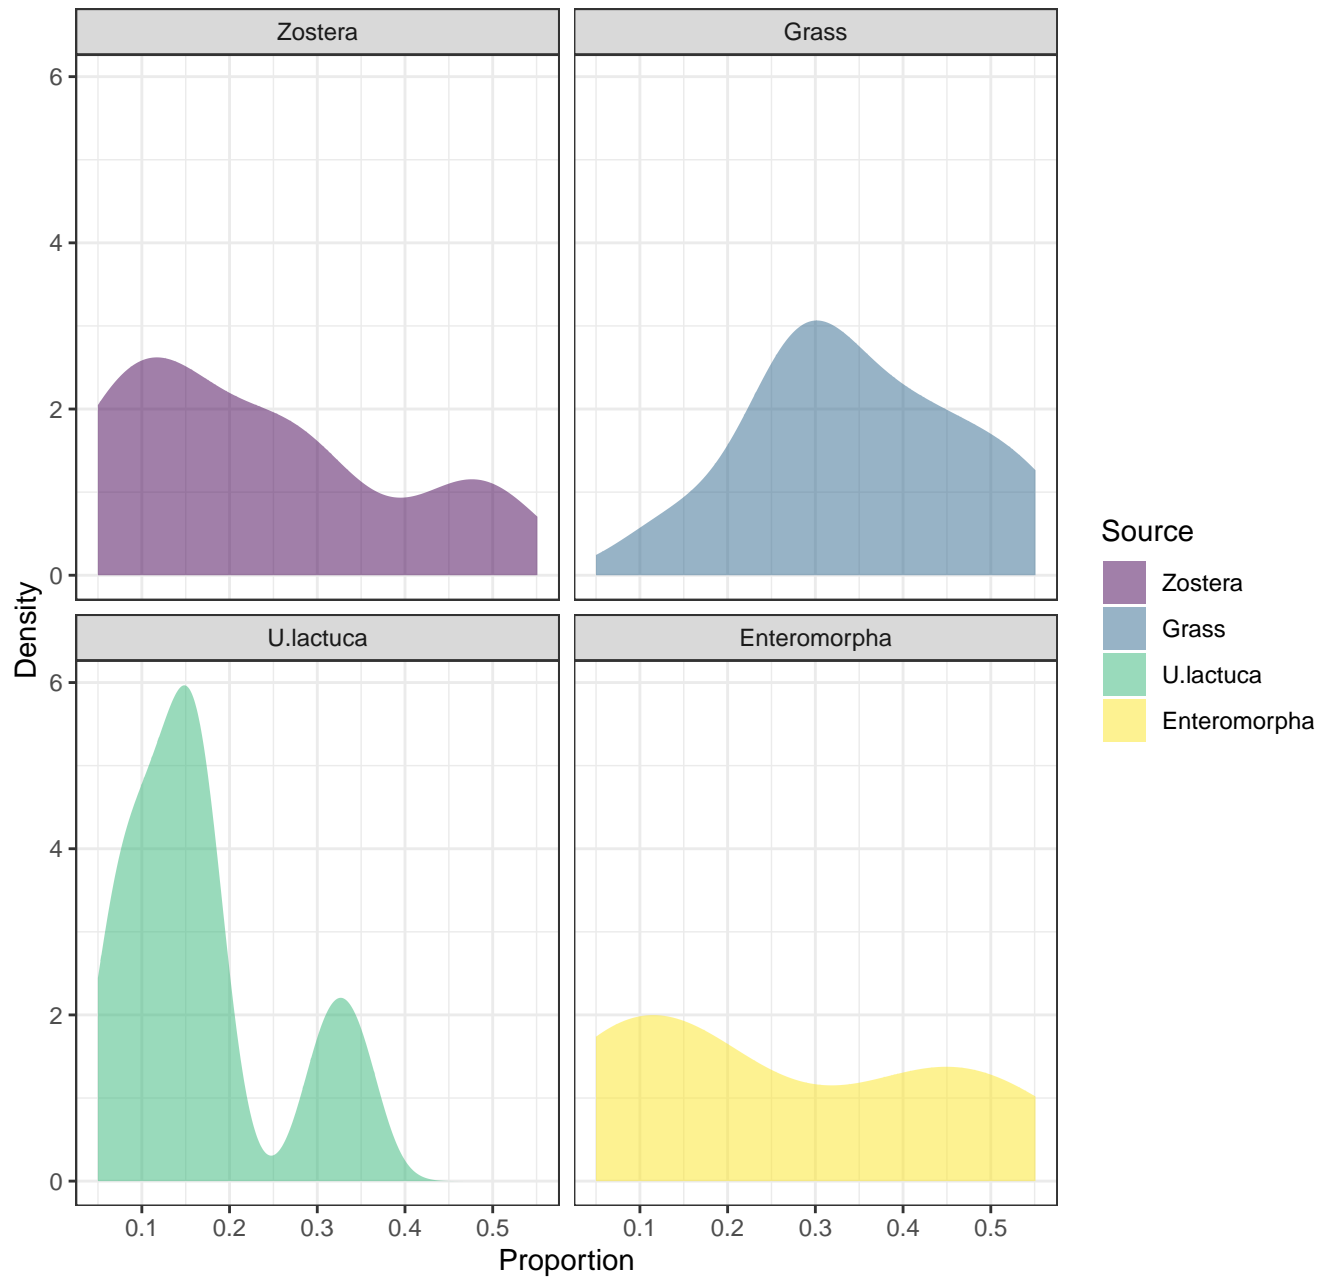 Zostera
Grass
6
4
2
0
Density
U.lactuca
Enteromorpha
6
4
2
0
0.1 0.2 0.3 0.4 0.5
0.1 0.2 0.3 0.4 0.5
Proportion
Source
Zostera
Grass
U.lactuca
Enteromorpha